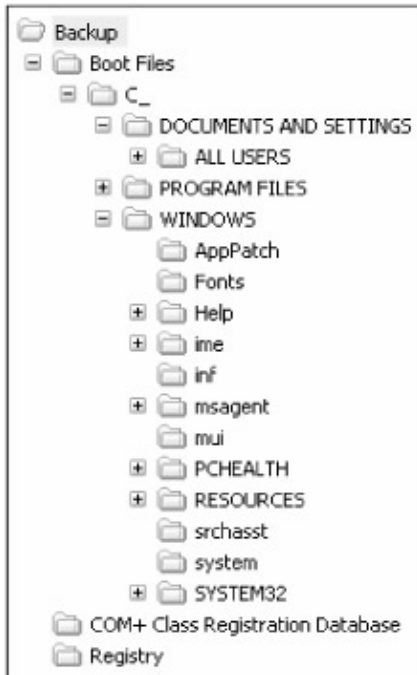 Backup
Boot Files
C_
DOCUMENTS AND SETTINGS
ALL USERS
PROGRAM FILES
WINDOWS
AppPatch
Fonts
Help
ime
inf
msagent
mui
PCHEALTH
RESOURCES
srchasst
system
SYSTEM32
COM+ Class Registration Database
Registry